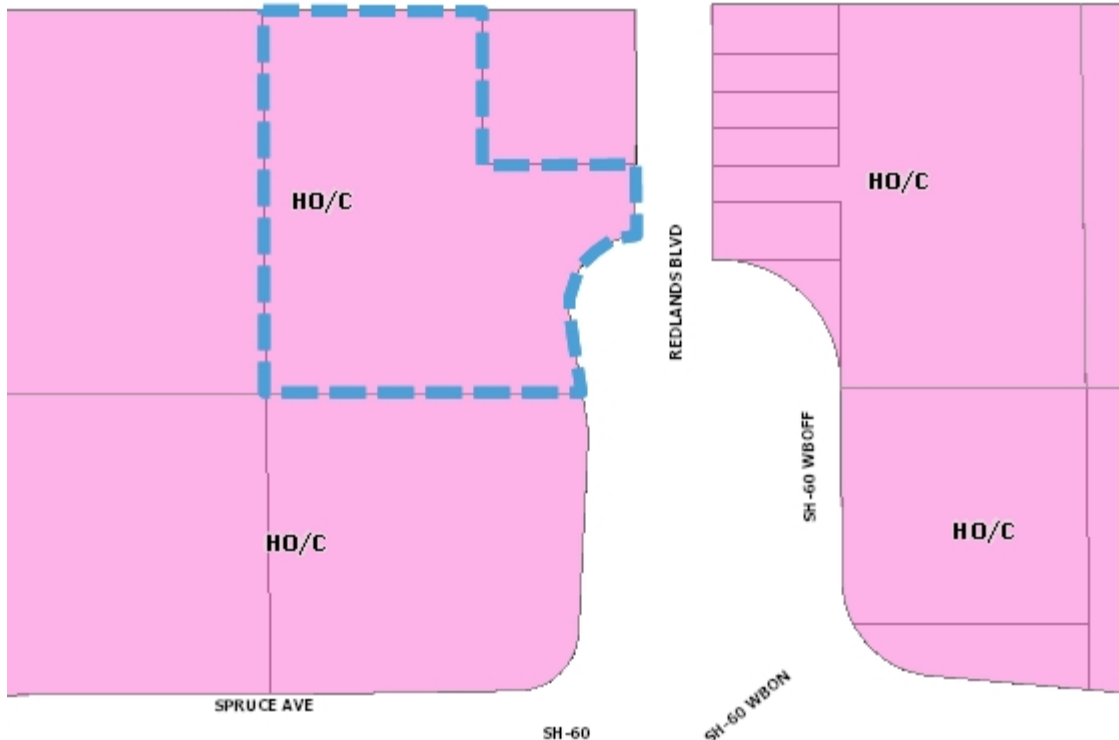 HO/C
HO/C
REDLANDS BLVD
SH-60 WBOFF
HO/C
HO/C
SPRUCE AVE
SH-60
SH-60 WBON